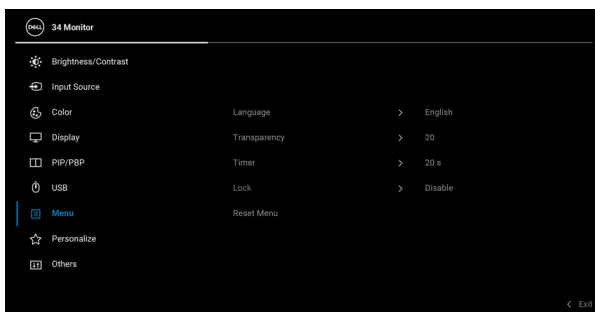 DELL 34 Monitor
Brightness/Contrast
Input Source
Color Language > English
Display Transparency > 20
PIP/PBP Timer > 20 s
USB Lock > Disable
Menu Reset Menu
Personalize
Others
< Exit